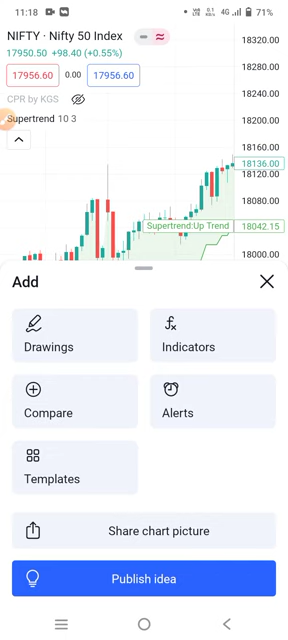 11:18
4G
71%
NIFTY · Nifty 50 Index
17950.50 +98.40 (+0.55%)
17956.60 0.00 17956.60
CPR by KGS
Supertrend 10 3
18320.00
18280.00
18240.00
18200.00
18160.00
18136.00
18120.00
18080.00
Supertrend:Up Trend 18042.15
18000.00
Add
Drawings
Indicators
Compare
Alerts
Templates
Share chart picture
Publish idea